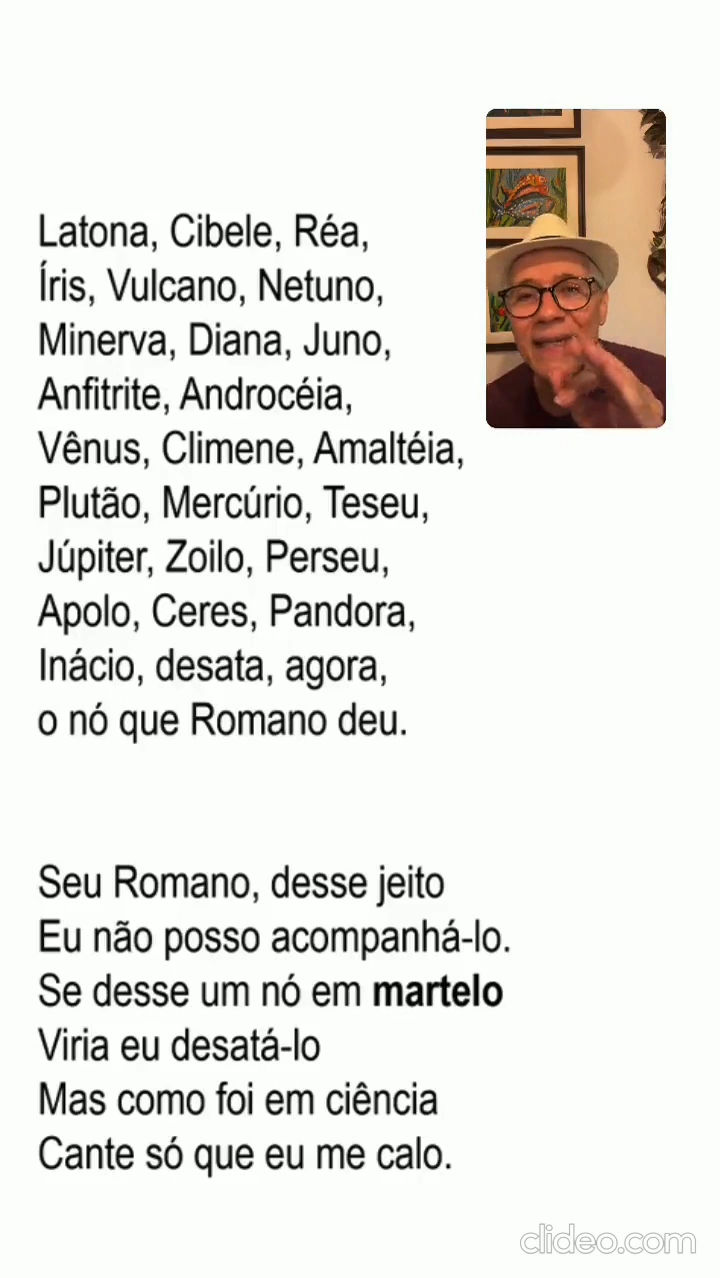 Latona, Cibele, Réa,
Íris, Vulcano, Netuno,
Minerva, Diana, Juno,
Anfitrite, Androcéia,
Vênus, Climene, Amaltéia,
Plutão, Mercúrio, Teseu,
Júpiter, Zoilo, Perseu,
Apolo, Ceres, Pandora,
Inácio, desata, agora,
o nó que Romano deu.
Seu Romano, desse jeito
Eu não posso acompanhá-lo.
Se desse um nó em martelo
Viria eu desatá-lo
Mas como foi em ciência
Cante só que eu me calo.
clideo.com